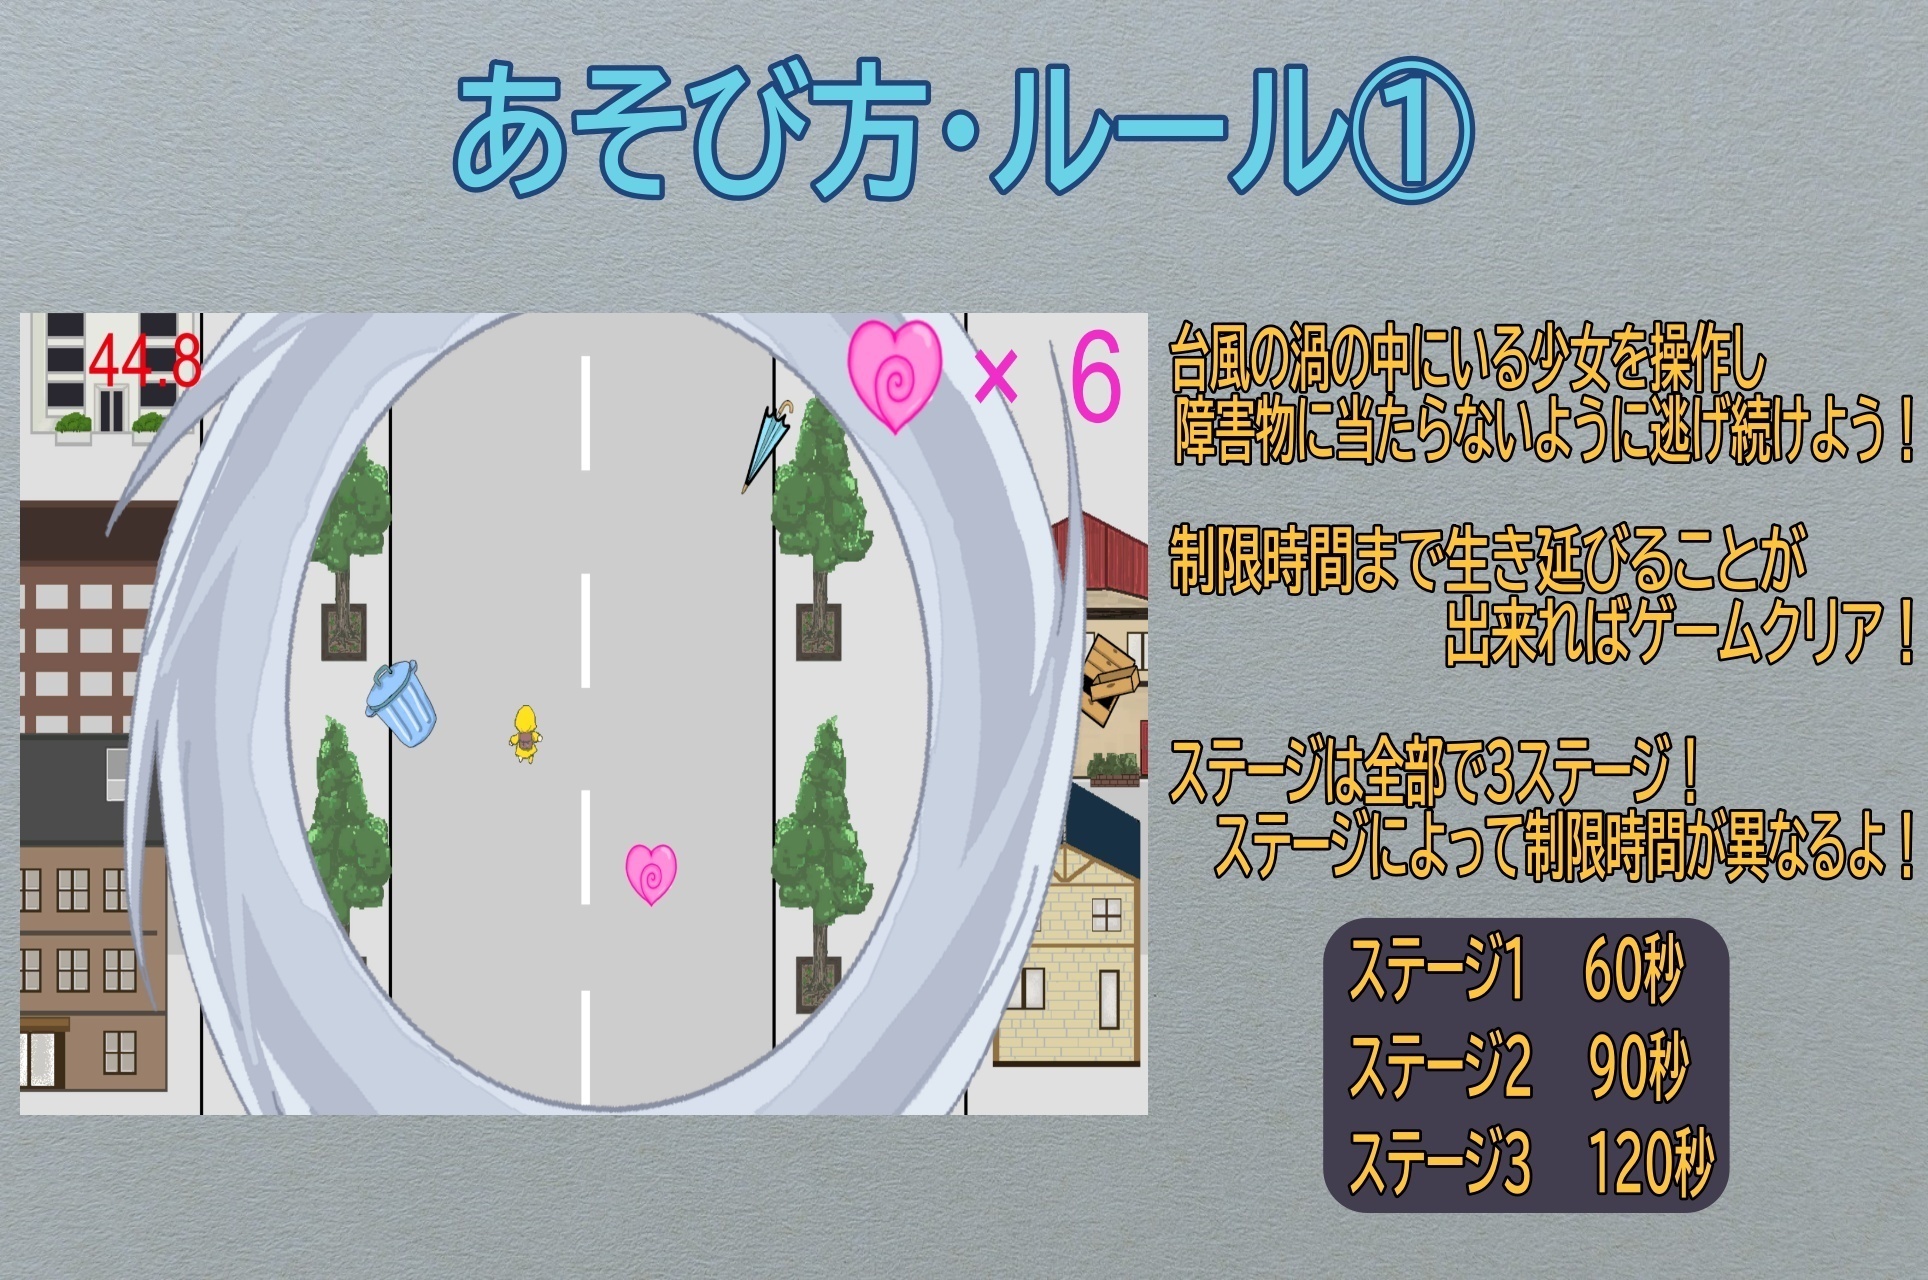 あそび方・ルール①
44.8
× 6
台風の渦の中にいる少女を操作し
障害物に当たらないように逃げ続けよう！
制限時間まで生き延びることが
出来ればゲームクリア！
ステージは全部で3ステージ！
ステージによって制限時間が異なるよ！
ステージ1　60秒
ステージ2　90秒
ステージ3　120秒